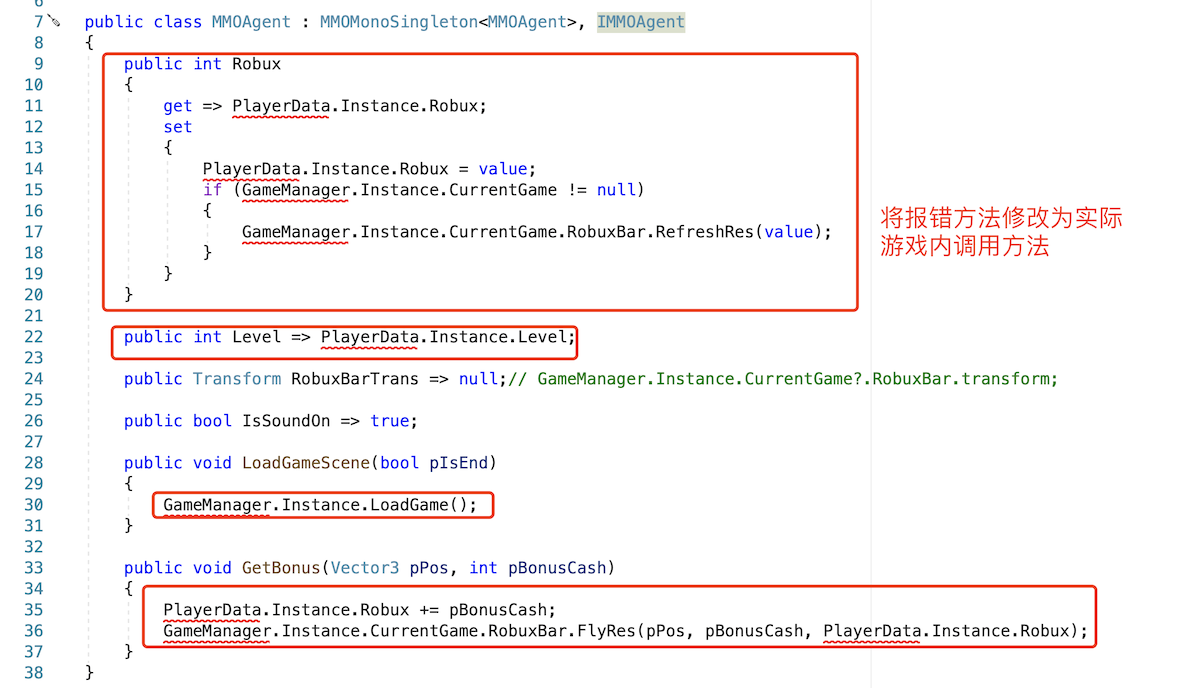 6
7 public class MMOAgent : MMOMonoSingleton<MMOAgent>, IMMOAgent
8 {
9 public int Robux
10 {
11 get => PlayerData.Instance.Robux;
12 set
13 {
14 PlayerData.Instance.Robux = value;
15 if (GameManager.Instance.CurrentGame != null)
16 {
17 GameManager.Instance.CurrentGame.RobuxBar.RefreshRes(value);
18 }
19 }
20 }
将报错方法修改为实际
游戏内调用方法
21
22 public int Level => PlayerData.Instance.Level;
23
24 public Transform RobuxBarTrans => null;// GameManager.Instance.CurrentGame?.RobuxBar.transform;
25
26 public bool IsSoundOn => true;
27
28 public void LoadGameScene(bool pIsEnd)
29 {
30 GameManager.Instance.LoadGame();
31 }
32
33 public void GetBonus(Vector3 pPos, int pBonusCash)
34 {
35 PlayerData.Instance.Robux += pBonusCash;
36 GameManager.Instance.CurrentGame.RobuxBar.FlyRes(pPos, pBonusCash, PlayerData.Instance.Robux);
37 }
38 }